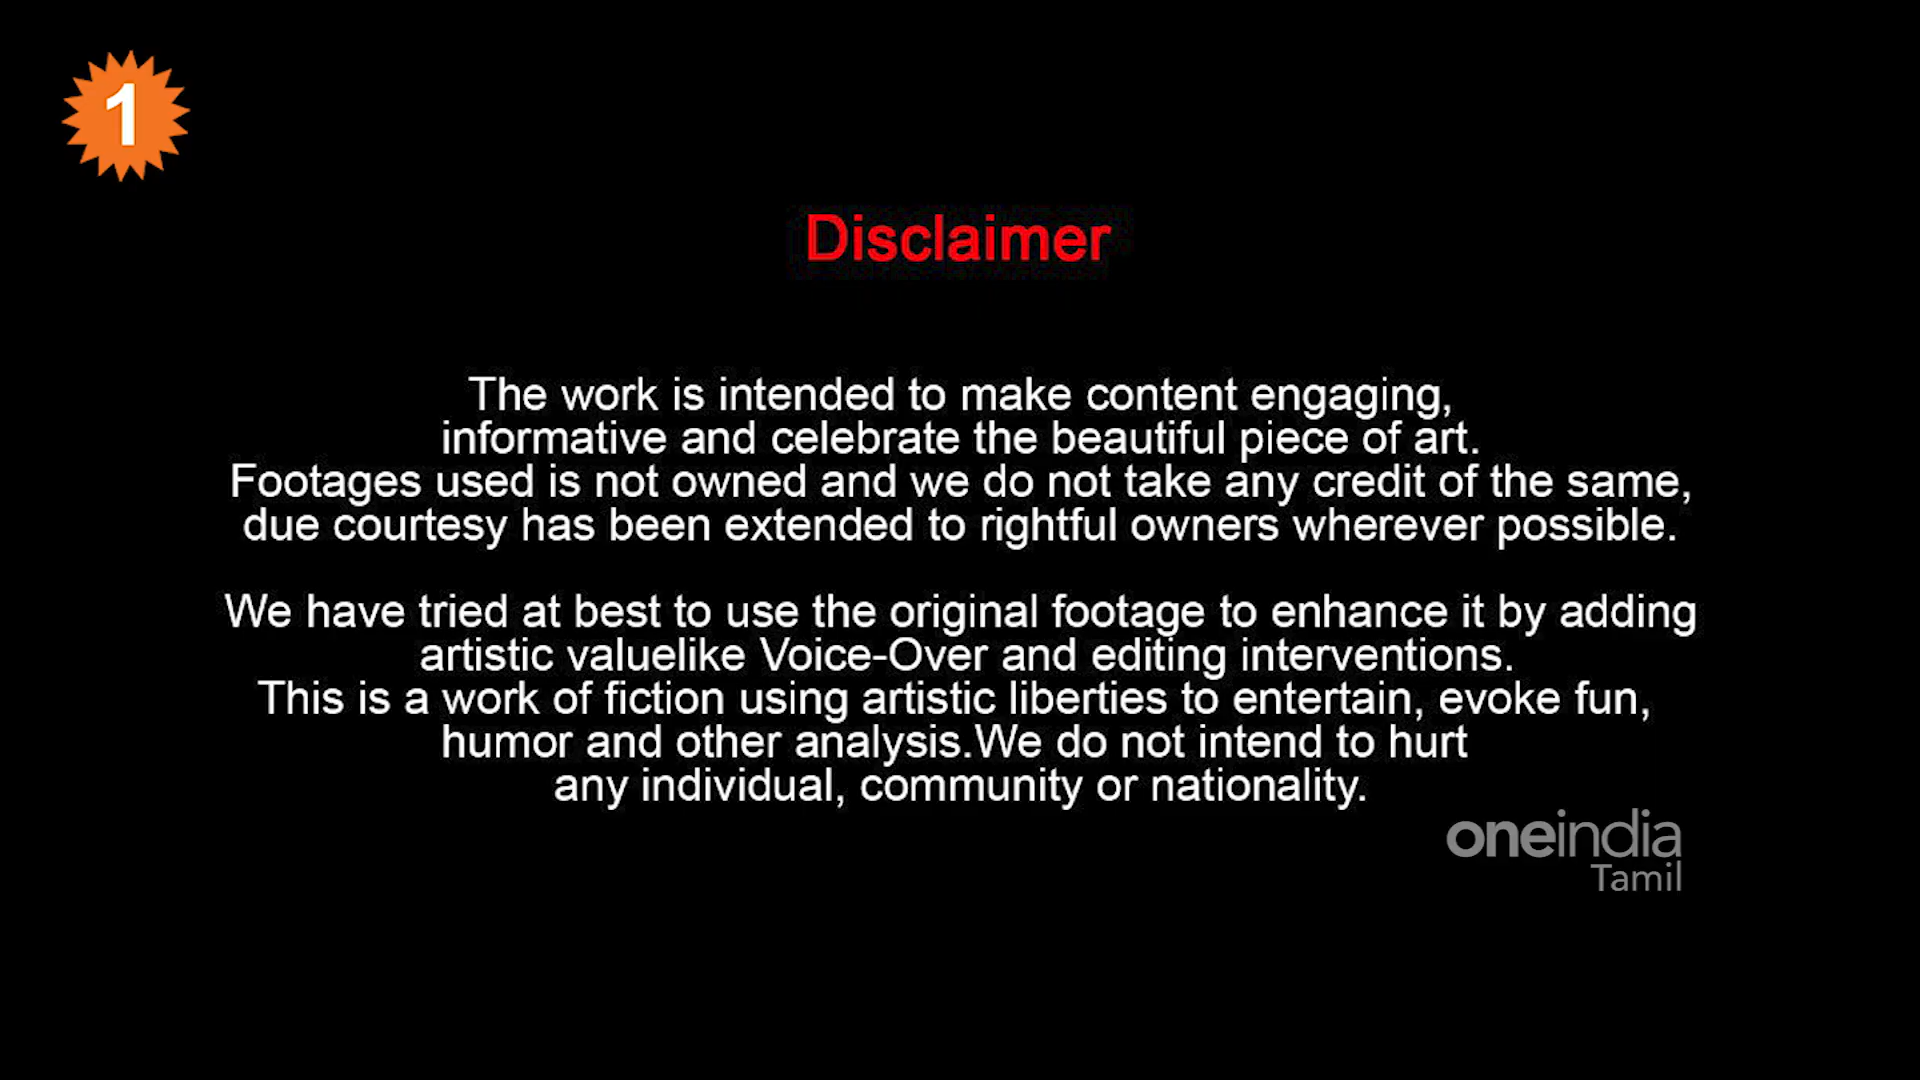 1
Disclaimer
The work is intended to make content engaging,
informative and celebrate the beautiful piece of art.
Footages used is not owned and we do not take any credit of the same,
due courtesy has been extended to rightful owners wherever possible.
We have tried at best to use the original footage to enhance it by adding
artistic valuelike Voice-Over and editing interventions.
This is a work of fiction using artistic liberties to entertain, evoke fun,
humor and other analysis.We do not intend to hurt
any individual, community or nationality.
oneindia
Tamil